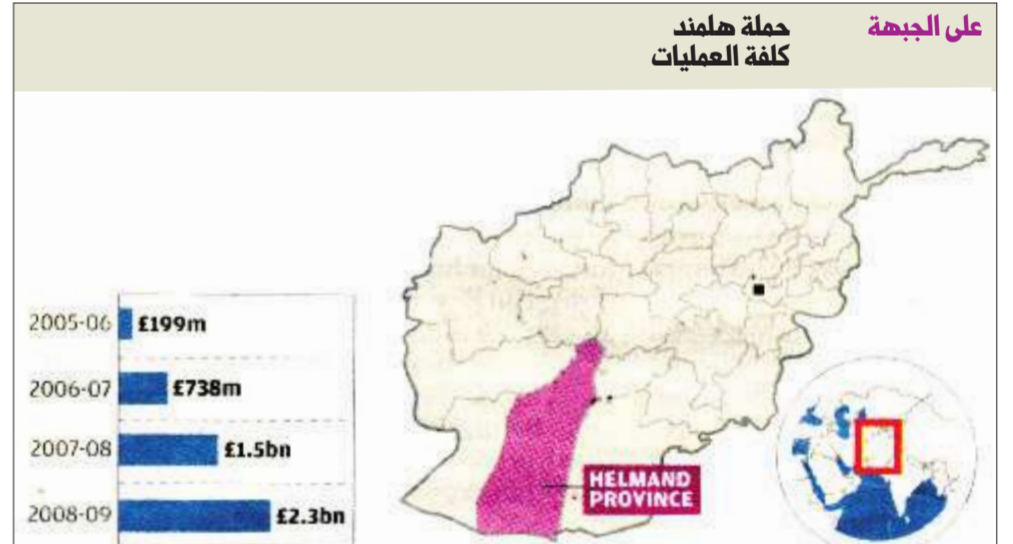 على الجبهة
حملة هلمند
كلفة العمليات
2005-06 £199m
2006-07 £738m
2007-08 £1.5bn
2008-09 £2.3bn
HELMAND
PROVINCE